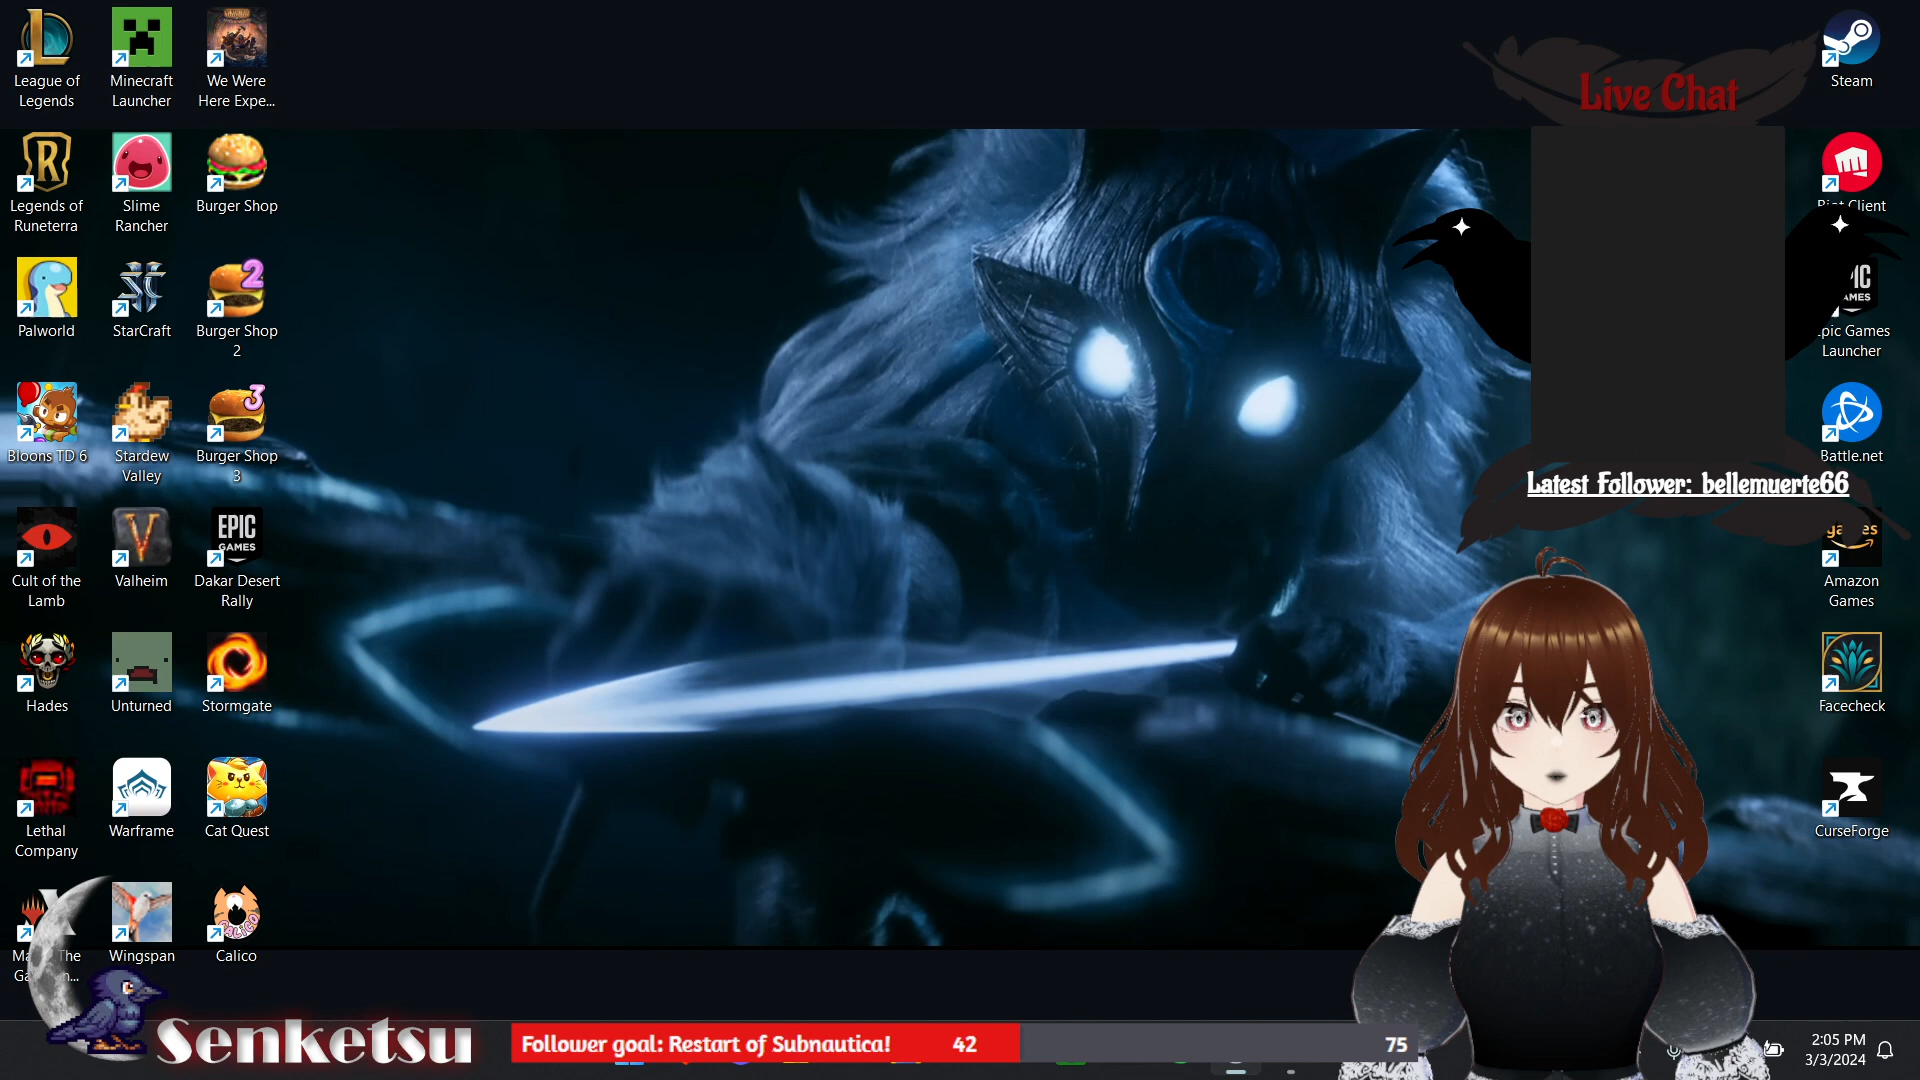 League of
Legends
Minecraft
Launcher
We Were
Here Expe...
Steam
Live Chat
Legends of
Runeterra
Slime
Rancher
Burger Shop
Client
Palworld
StarCraft
Burger Shop
2
Epic Games
Launcher
Bloons TD 6
Stardew
Valley
Burger Shop
3
Battle.net
Latest Follower: bellemuerte66
EPIC
GAMES
Cult of the
Lamb
Valheim
Dakar Desert
Rally
Amazon
Games
Hades
Unturned
Stormgate
Facecheck
Lethal
Company
Warframe
Cat Quest
CurseForge
The
Wingspan
Calico
Senketsu
Follower goal: Restart of Subnautica! 42 75
2:05 PM
3/3/2024